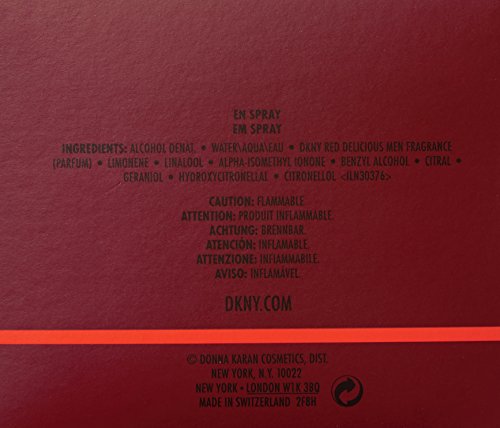 EN SPRAY
EM SPRAY
INGREDIENTS: ALCOHOL DENAT. • WATER\AQUA\EAU • DKNY RED DELICIOUS MEN FRAGRANCE
(PARFUM) • LIMONENE • LINALOOL • ALPHA-ISOMETHYL IONONE • BENZYL ALCOHOL • CITRAL •
GERANIOL • HYDROXYCITRONELLAL • CITRONELLOL <ILN30376>
CAUTION: FLAMMABLE.
ATTENTION: PRODUIT INFLAMMABLE.
ACHTUNG: BRENNBAR.
ATENCIÓN: INFLAMABLE.
ATTENZIONE: INFIAMMABILE.
AVISO: INFLAMÁVEL.
DKNY.COM
© DONNA KARAN COSMETICS, DIST.
NEW YORK, N.Y. 10022
NEW YORK • LONDON W1K 3BQ
MADE IN SWITZERLAND 2F8H